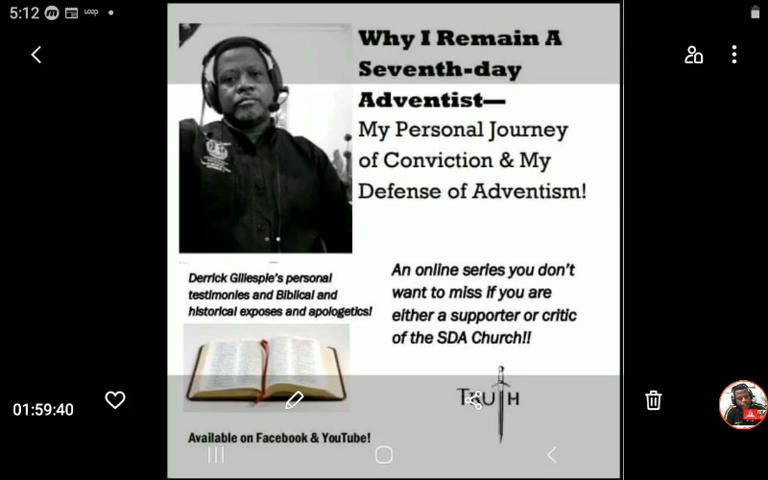 5:12
LOOP
Why I Remain A
Seventh-day
Adventist—
My Personal Journey
of Conviction & My
Defense of Adventism!
Derrick Gillespie's personal
testimonies and Biblical and
historical exposes and apologetics!
An online series you don't
want to miss if you are
either a supporter or critic
of the SDA Church!!
TRUTH
01:59:40
Available on Facebook & YouTube!